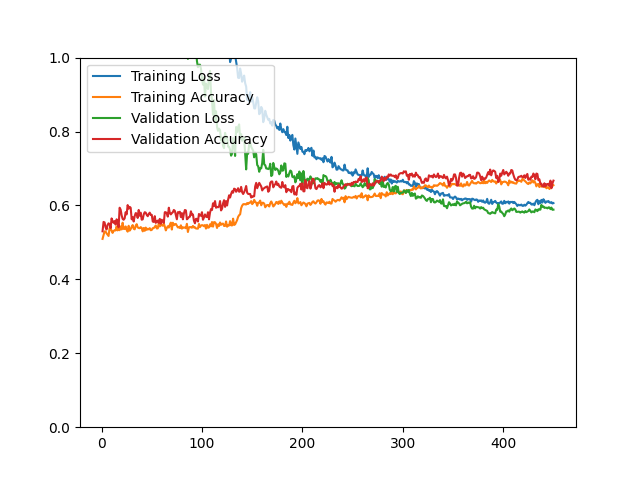 1.0
0.8
0.6
0.4
0.2
0.0
Training Loss
Training Accuracy
Validation Loss
Validation Accuracy
0 100 200 300 400